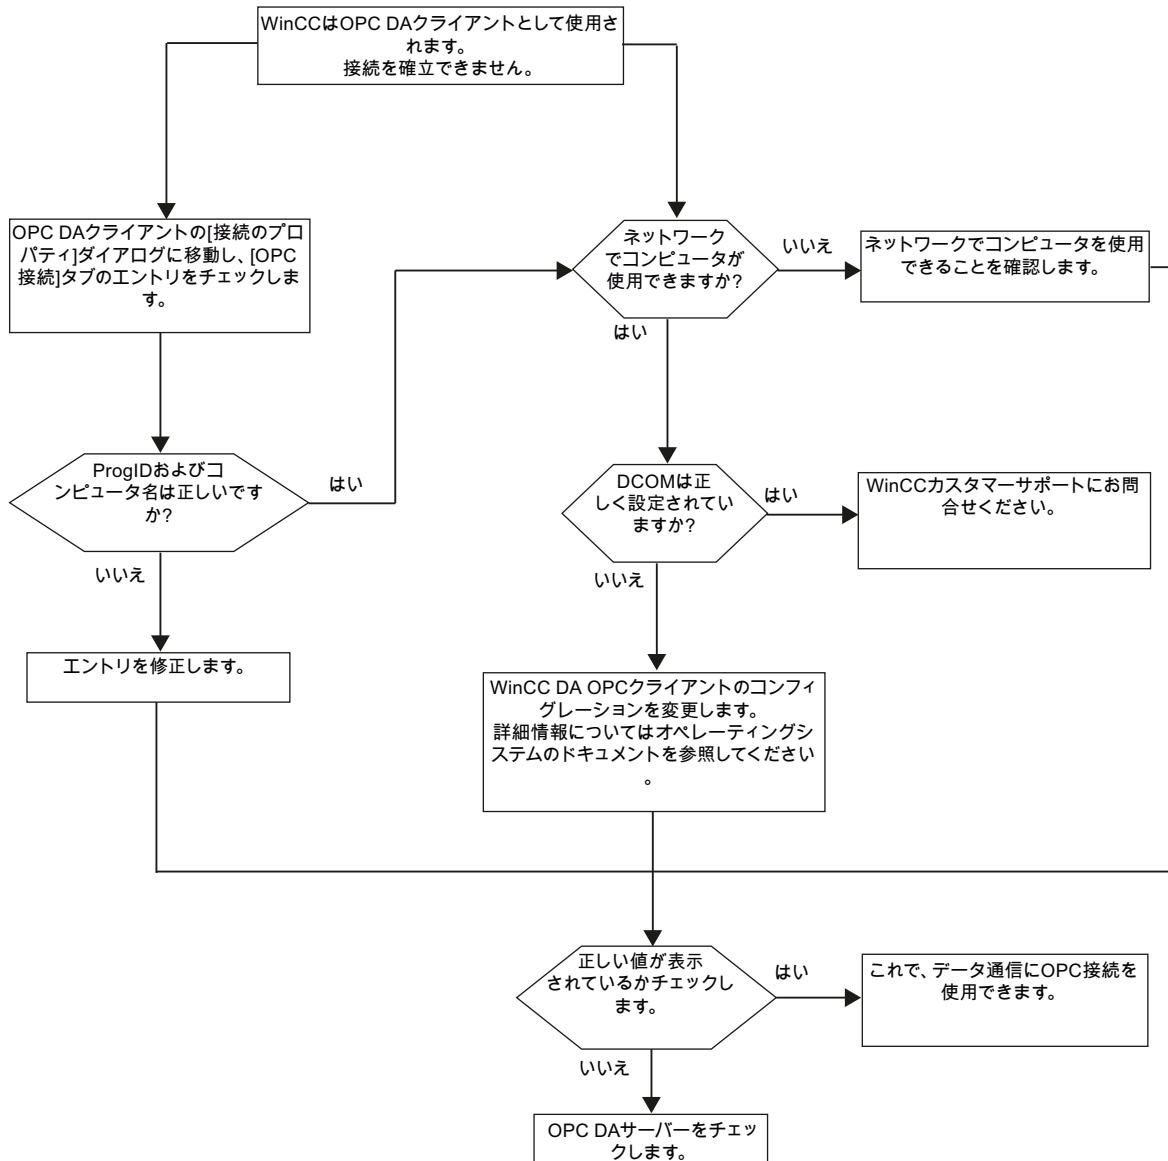 WinCCはOPC DAクライアントとして使用さ
れます。
接続を確立できません。
OPC DAクライアントの[接続のプロ
パティ]ダイアログに移動し、[OPC
接続]タブのエントリをチェックしま
す。
ネットワーク
でコンピュータが
使用できますか?
いいえ
ネットワークでコンピュータを使用
できることを確認します。
はい
ProgIDおよびコ
ンピュータ名は正しいです
か?
はい
DCOMは正
しく設定されてい
ますか?
はい
WinCCカスタマーサポートにお問
合せください。
いいえ
いいえ
エントリを修正します。
WinCC DA OPCクライアントのコンフィ
グレーションを変更します。
詳細情報についてはオペレーティングシ
ステムのドキュメントを参照してください
。
正しい値が表示
されているかチェックし
ます。
はい
これで、データ通信にOPC接続を
使用できます。
いいえ
OPC DAサーバーをチェッ
クします。